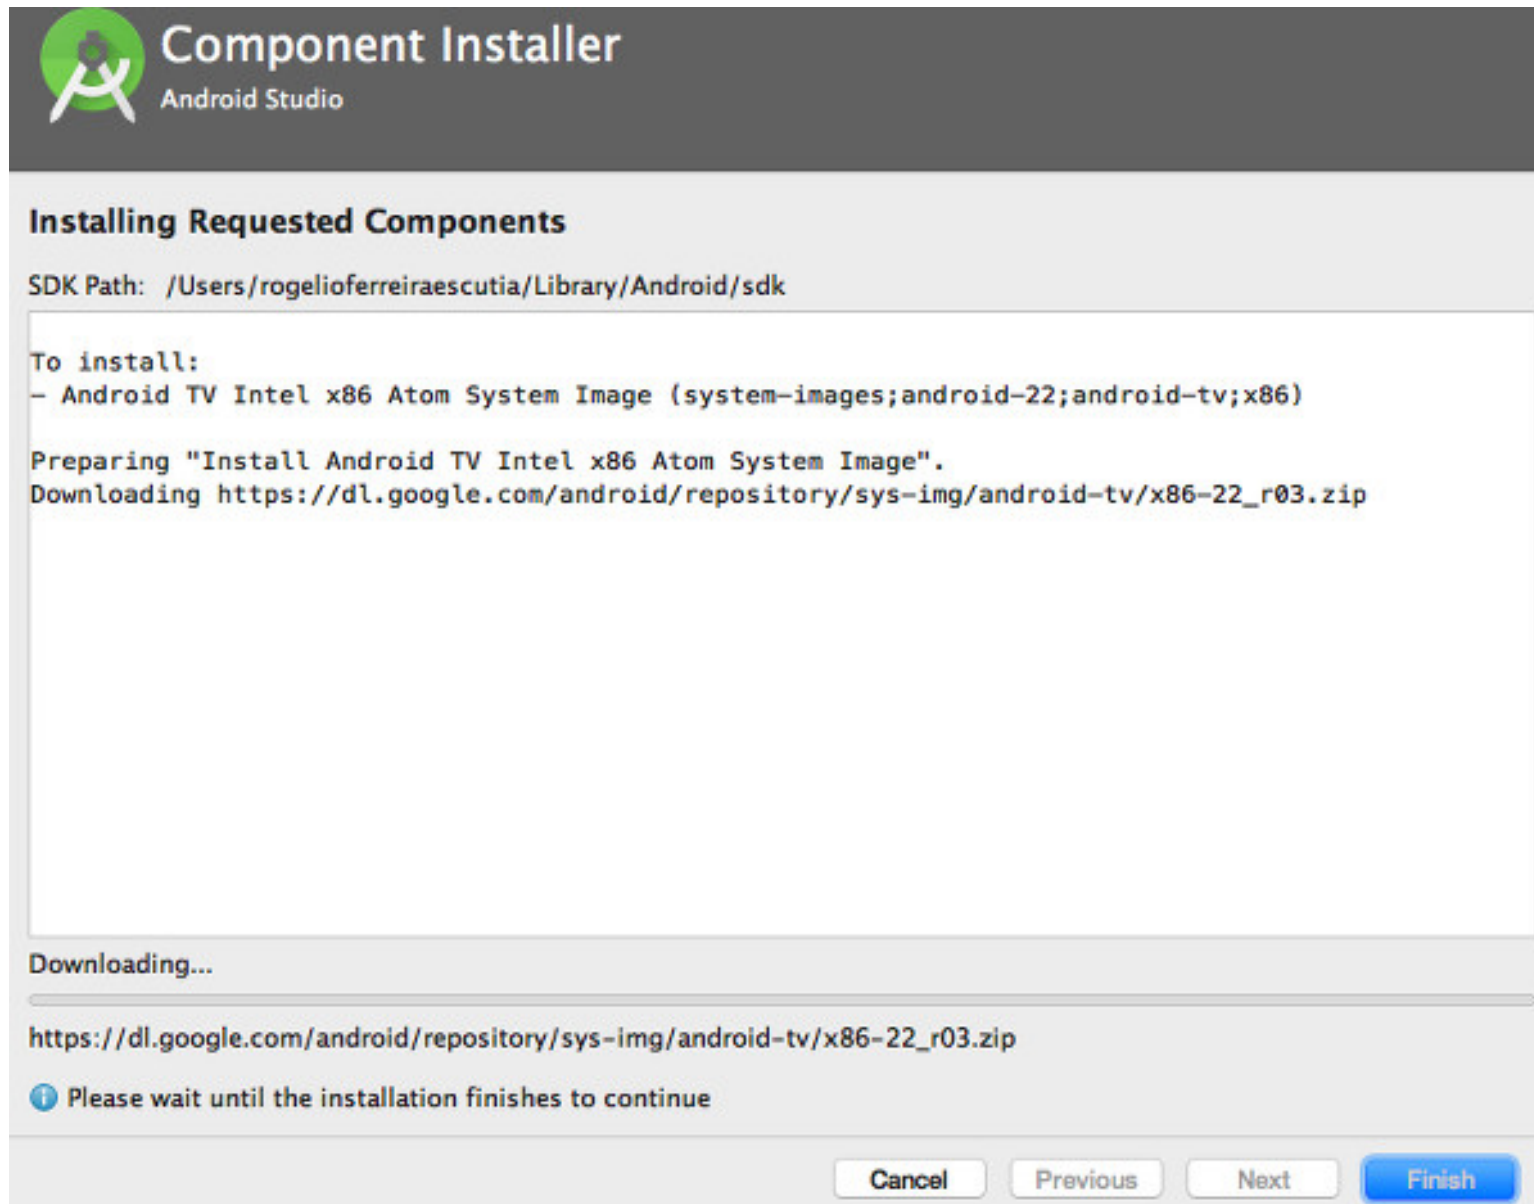 Component Installer
Android Studio
Installing Requested Components
SDK Path: /Users/rogelioferreiraescutia/Library/Android/sdk
To install:
- Android TV Intel x86 Atom System Image (system-images;android-22;android-tv;x86)
Preparing "Install Android TV Intel x86 Atom System Image".
Downloading https://dl.google.com/android/repository/sys-img/android-tv/x86-22_r03.zip
Downloading...
https://dl.google.com/android/repository/sys-img/android-tv/x86-22_r03.zip
Please wait until the installation finishes to continue
Cancel Previous Next Finish